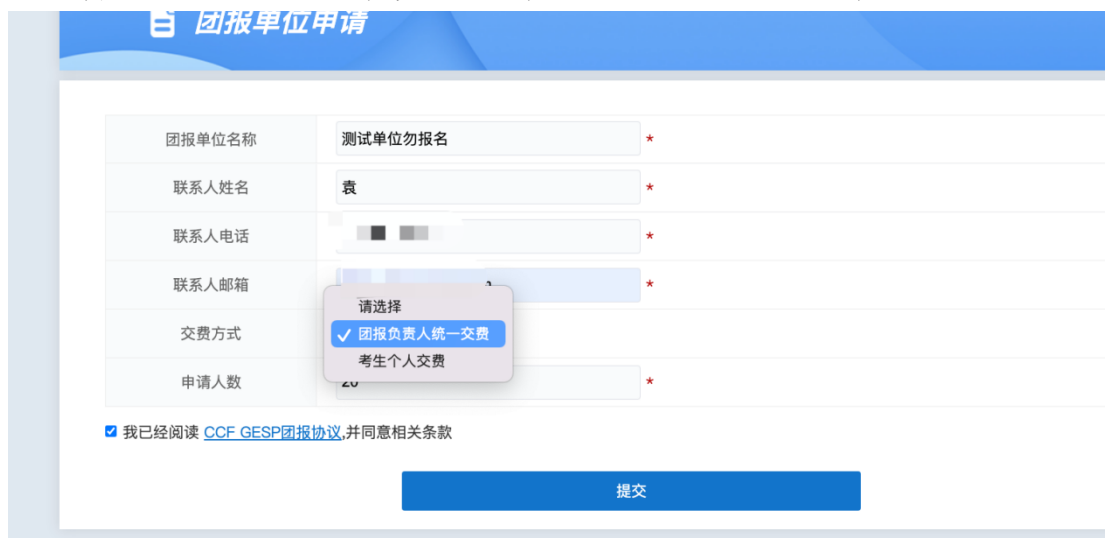 团报单位申请
团报单位名称 测试单位勿报名 *
联系人姓名 袁 *
联系人电话 *
联系人邮箱 *
请选择
交费方式 ✓ 团报负责人统一交费
考生个人交费
申请人数 20 *
我已经阅读 CCF GESP团报协议,并同意相关条款
提交